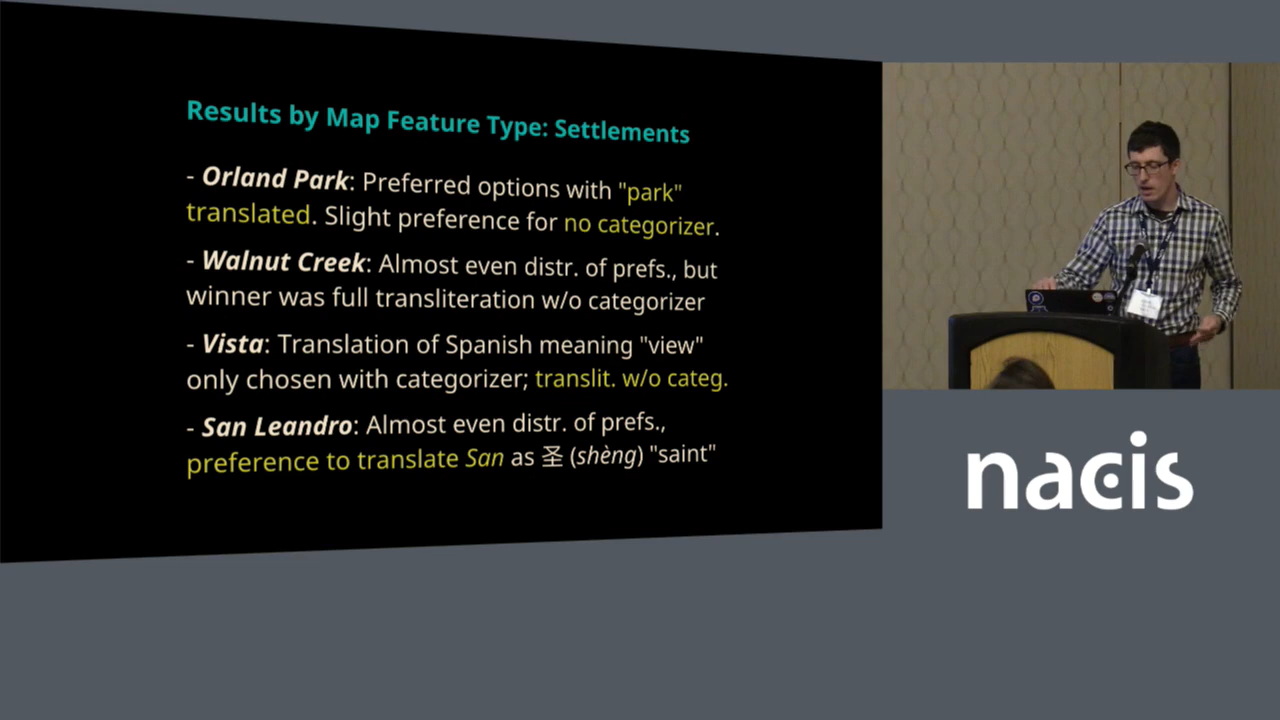 Results by Map Feature Type: Settlements
- Orland Park: Preferred options with "park"
translated. Slight preference for no categorizer.
- Walnut Creek: Almost even distr. of prefs., but
winner was full transliteration w/o categorizer
- Vista: Translation of Spanish meaning "view"
only chosen with categorizer; translit. w/o categ.
- San Leandro: Almost even distr. of prefs.,
preference to translate San as 圣 (shèng) "saint"
nacis